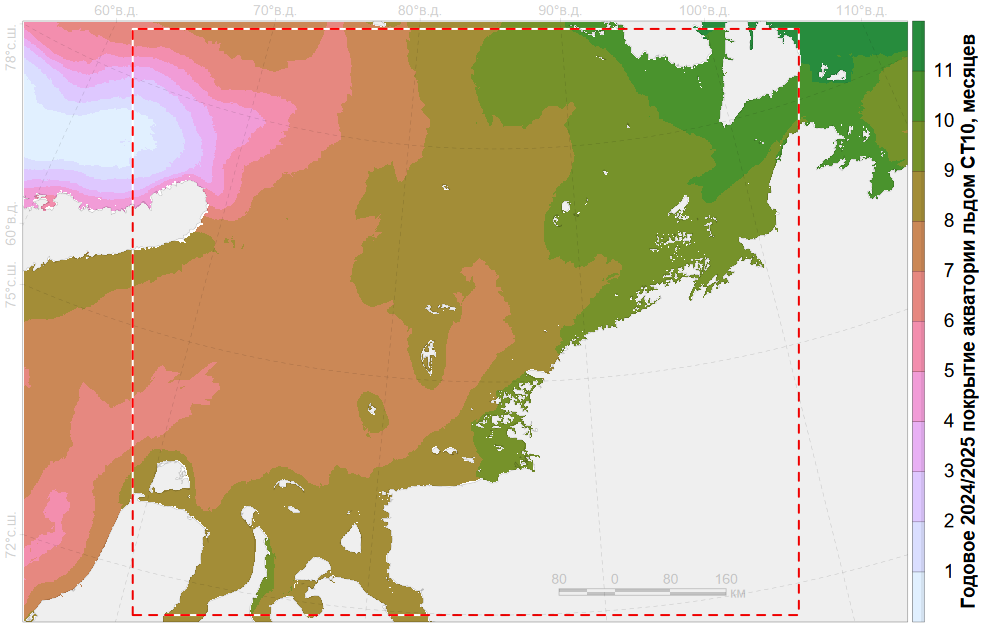 60°в.д. 70°в.д. 80°в.д. 90°в.д. 100°в.д. 110°в.д.
78°с.ш.
60°в.д.
75°с.ш.
72°с.ш.
80 0 80 160
км
11
10
9
8
7
6
5
4
3
2
1
Годовое 2024/2025 покрытие акватории льдом СТ10, месяцев